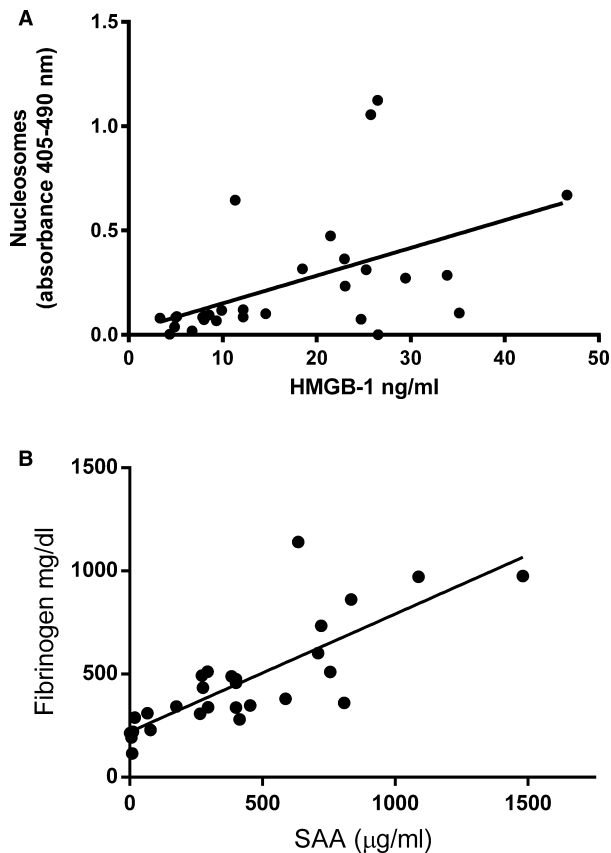 A
Nucleosomes
(absorbance 405-490 nm)
1.5
1.0
0.5
0.0
0 10 20 30 40 50
HMGB-1 ng/ml
B
Fibrinogen mg/dl
1500
1000
500
0
0 500 1000 1500
SAA (μg/ml)